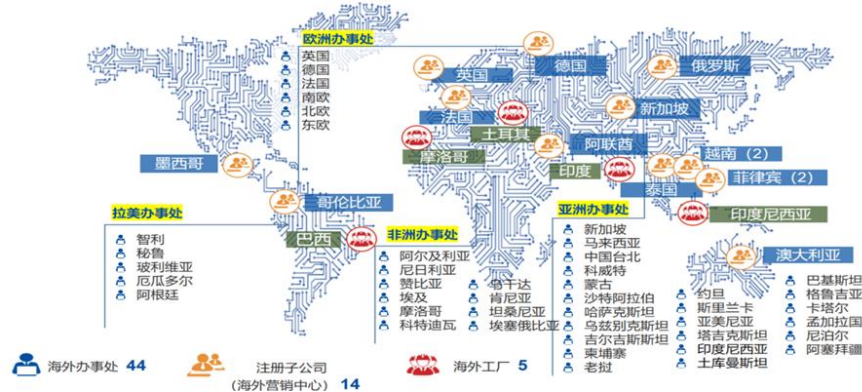 欧洲办事处
英国
德国
法国
南欧
北欧
东欧
英国
德国
俄罗斯
法国
新加坡
土耳其
摩洛哥
阿联酋
越南（2）
墨西哥
印度
菲律宾（2）
泰国
哥伦比亚
印度尼西亚
巴西
澳大利亚
拉美办事处
智利
秘鲁
玻利维亚
厄瓜多尔
阿根廷
非洲办事处
阿尔及利亚
尼日利亚
赞比亚
埃及
摩洛哥
科特迪瓦
乌干达
肯尼亚
坦桑尼亚
埃塞俄比亚
亚洲办事处
新加坡
马来西亚
中国台北
科威特
蒙古
沙特阿拉伯
哈萨克斯坦
乌兹别克斯坦
吉尔吉斯斯坦
柬埔寨
老挝
约旦
斯里兰卡
亚美尼亚
塔吉克斯坦
印度尼西亚
土库曼斯坦
巴基斯坦
格鲁吉亚
卡塔尔
孟加拉国
尼泊尔
阿塞拜疆
海外办事处 44
注册子公司
（海外营销中心）14
海外工厂 5